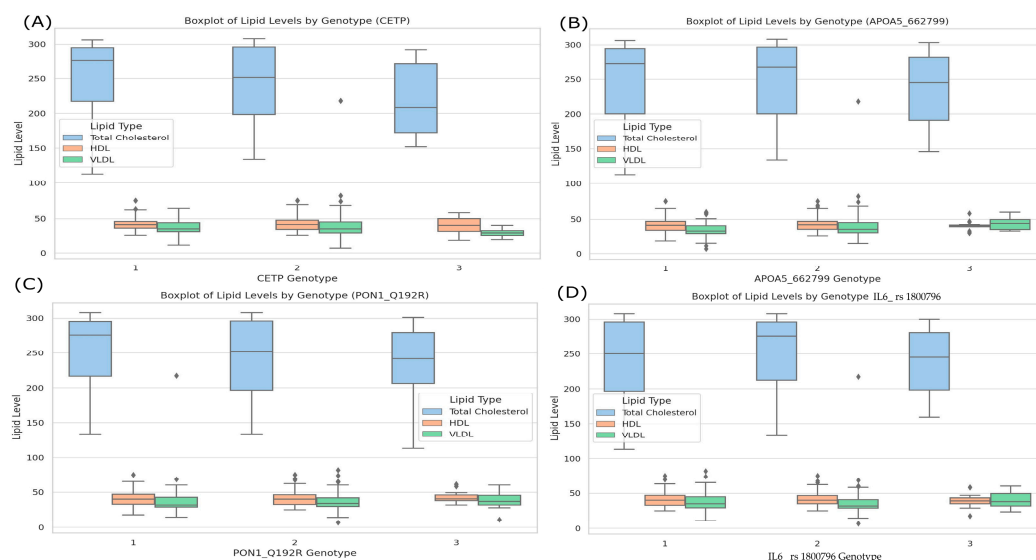 (A)
Boxplot of Lipid Levels by Genotype (CETP)
300
250
200
150
100
50
0
Lipid Level
Lipid Type
Total Cholesterol
HDL
VLDL
1
2
3
CETP Genotype
(B)
Boxplot of Lipid Levels by Genotype (APOA5_662799)
300
250
200
150
100
50
0
Lipid Level
Lipid Type
Total Cholesterol
HDL
VLDL
1
2
3
APOA5_662799 Genotype
(C)
Boxplot of Lipid Levels by Genotype (PON1_Q192R)
300
250
200
150
100
50
0
Lipid Level
Lipid Type
Total Cholesterol
HDL
VLDL
1
2
3
PON1_Q192R Genotype
(D)
Boxplot of Lipid Levels by Genotype IL6_ rs 1800796
300
250
200
150
100
50
0
Lipid Level
Lipid Type
Total Cholesterol
HDL
VLDL
1
2
3
IL6_ rs 1800796 Genotype